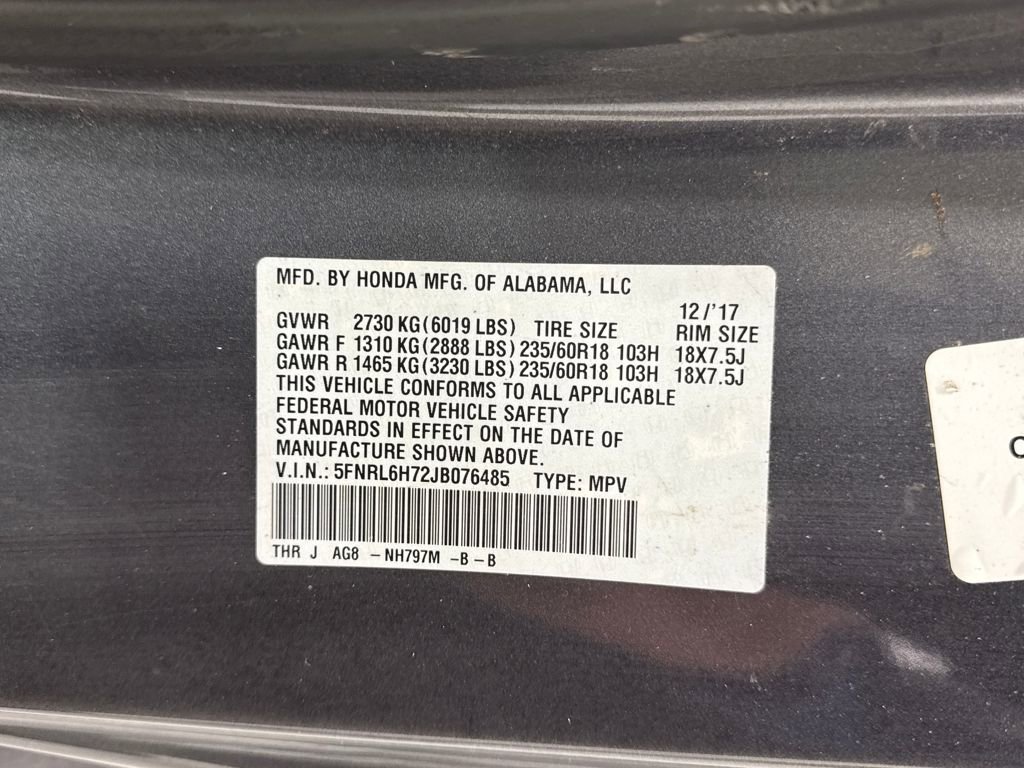 MFD. BY HONDA MFG. OF ALABAMA, LLC
12/'17
GVWR 2730 KG(6019 LBS) TIRE SIZE RIM SIZE
GAWR F 1310 KG(2888 LBS) 235/60R18 103H 18X7.5J
GAWR R 1465 KG(3230 LBS) 235/60R18 103H 18X7.5J
THIS VEHICLE CONFORMS TO ALL APPLICABLE
FEDERAL MOTOR VEHICLE SAFETY
STANDARDS IN EFFECT ON THE DATE OF
MANUFACTURE SHOWN ABOVE.
V.I.N.: 5FNRL6H72JB076485 TYPE: MPV
THR J AG8 -NH797M -B-B